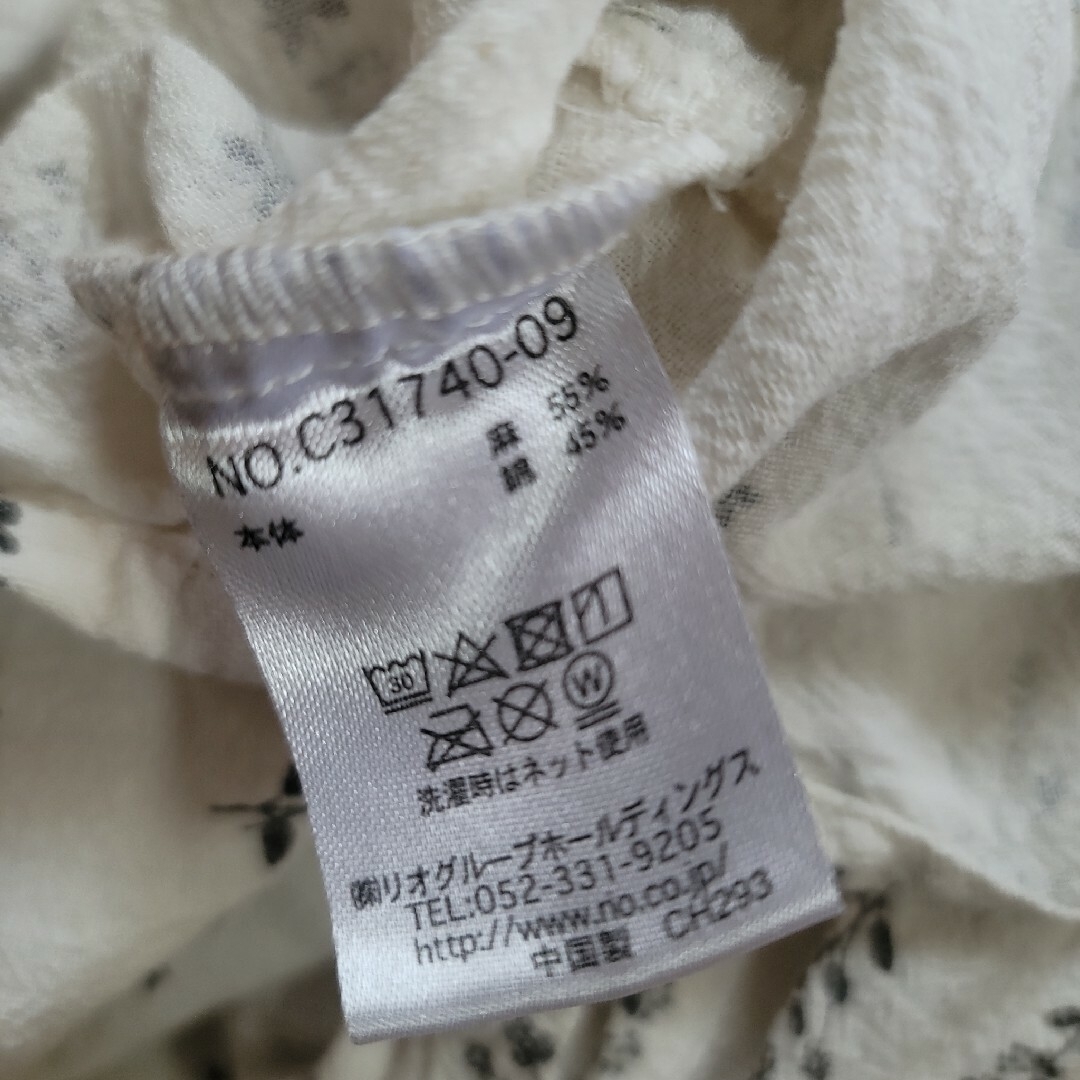 NO.C31740-09
本体 麻 55%
綿 45%
30
W
洗濯時はネット使用
㈱リオグループホールディングス
TEL:052-331-9205
http://www.no.co.jp/
中国製 CH293